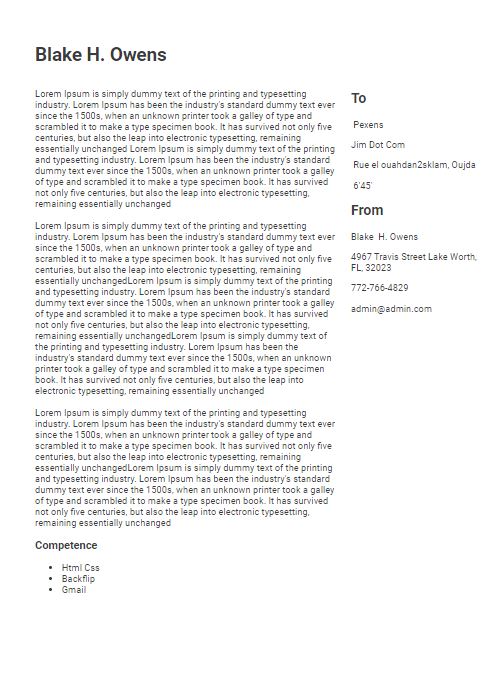 Blake H. Owens
Lorem Ipsum is simply dummy text of the printing and typesetting
industry. Lorem Ipsum has been the industry's standard dummy text ever
since the 1500s, when an unknown printer took a galley of type and
scrambled it to make a type specimen book. It has survived not only five
centuries, but also the leap into electronic typesetting, remaining
essentially unchanged Lorem Ipsum is simply dummy text of the printing
and typesetting industry. Lorem Ipsum has been the industry's standard
dummy text ever since the 1500s, when an unknown printer took a galley
of type and scrambled it to make a type specimen book. It has survived
not only five centuries, but also the leap into electronic typesetting,
remaining essentially unchanged
Lorem Ipsum is simply dummy text of the printing and typesetting
industry. Lorem Ipsum has been the industry's standard dummy text ever
since the 1500s, when an unknown printer took a galley of type and
scrambled it to make a type specimen book. It has survived not only five
centuries, but also the leap into electronic typesetting, remaining
essentially unchangedLorem Ipsum is simply dummy text of the printing
and typesetting industry. Lorem Ipsum has been the industry's standard
dummy text ever since the 1500s, when an unknown printer took a galley
of type and scrambled it to make a type specimen book. It has survived
not only five centuries, but also the leap into electronic typesetting,
remaining essentially unchangedLorem Ipsum is simply dummy text of
the printing and typesetting industry. Lorem Ipsum has been the
industry's standard dummy text ever since the 1500s, when an unknown
printer took a galley of type and scrambled it to make a type specimen
book. It has survived not only five centuries, but also the leap into
electronic typesetting, remaining essentially unchanged
Lorem Ipsum is simply dummy text of the printing and typesetting
industry. Lorem Ipsum has been the industry's standard dummy text ever
since the 1500s, when an unknown printer took a galley of type and
scrambled it to make a type specimen book. It has survived not only five
centuries, but also the leap into electronic typesetting, remaining
essentially unchangedLorem Ipsum is simply dummy text of the printing
and typesetting industry. Lorem Ipsum has been the industry's standard
dummy text ever since the 1500s, when an unknown printer took a galley
of type and scrambled it to make a type specimen book. It has survived
not only five centuries, but also the leap into electronic typesetting,
remaining essentially unchanged
Competence
• Html Css
• Backflip
• Gmail
To
Pexens
Jim Dot Com
Rue el ouahdan2sklam, Oujda
6'45'
From
Blake H. Owens
4967 Travis Street Lake Worth,
FL, 32023
772-766-4829
admin@admin.com